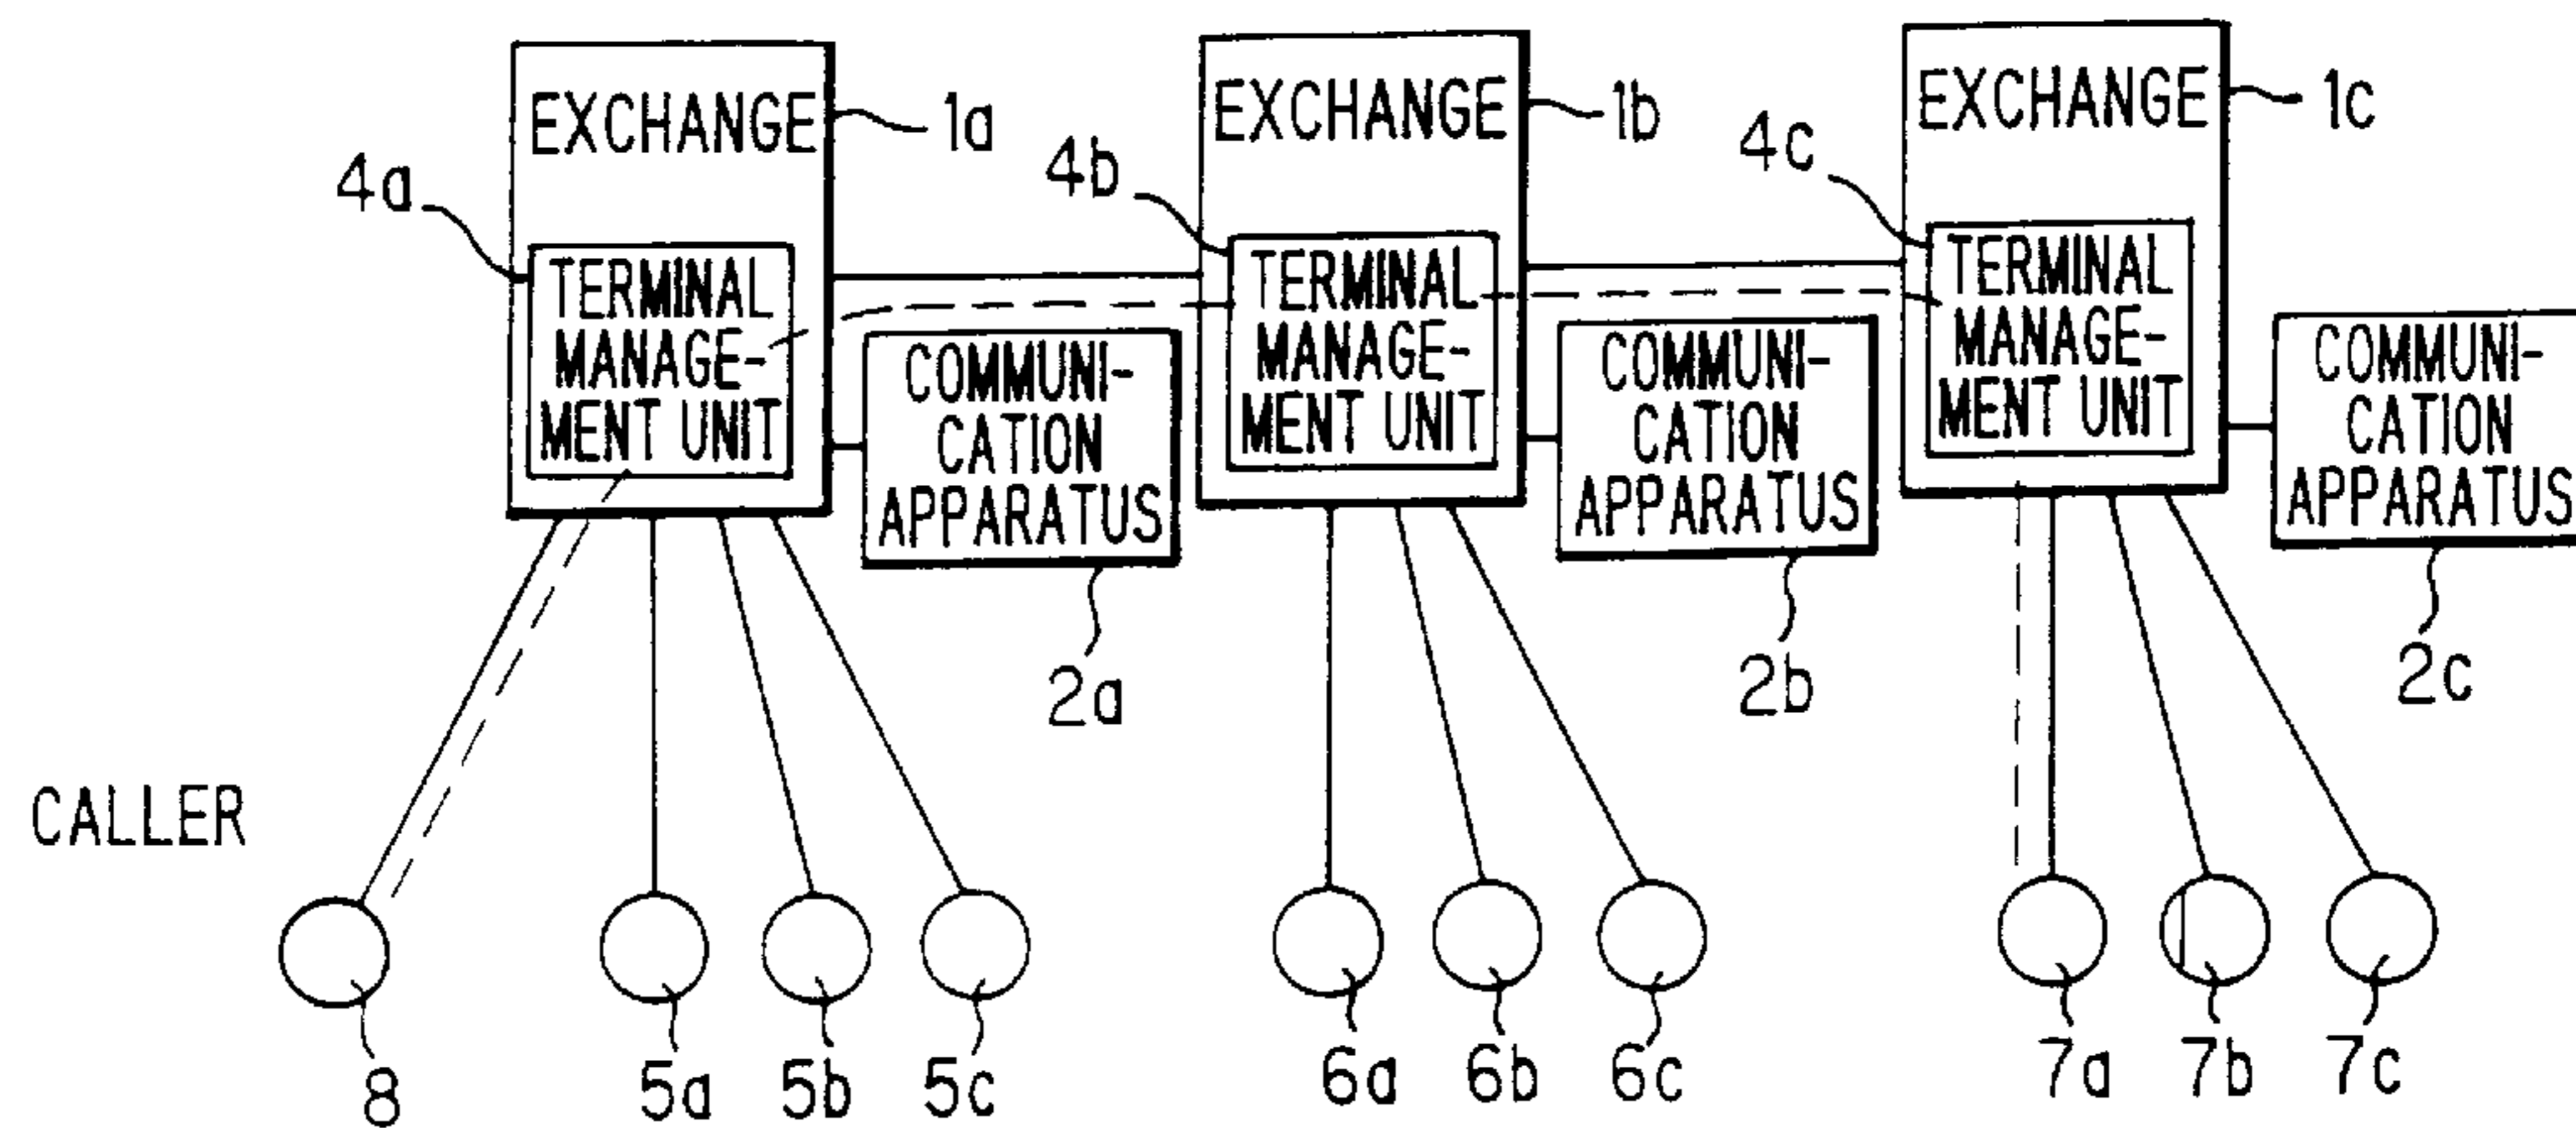 EXCHANGE
1a
4a
TERMINAL
MANAGE-
MENT UNIT
COMMUNI-
CATION
APPARATUS
2a
EXCHANGE
1b
4b
TERMINAL
MANAGE-
MENT UNIT
COMMUNI-
CATION
APPARATUS
2b
EXCHANGE
1c
4c
TERMINAL
MANAGE-
MENT UNIT
COMMUNI-
CATION
APPARATUS
2c
CALLER
8
5a
5b
5c
6a
6b
6c
7a
7b
7c